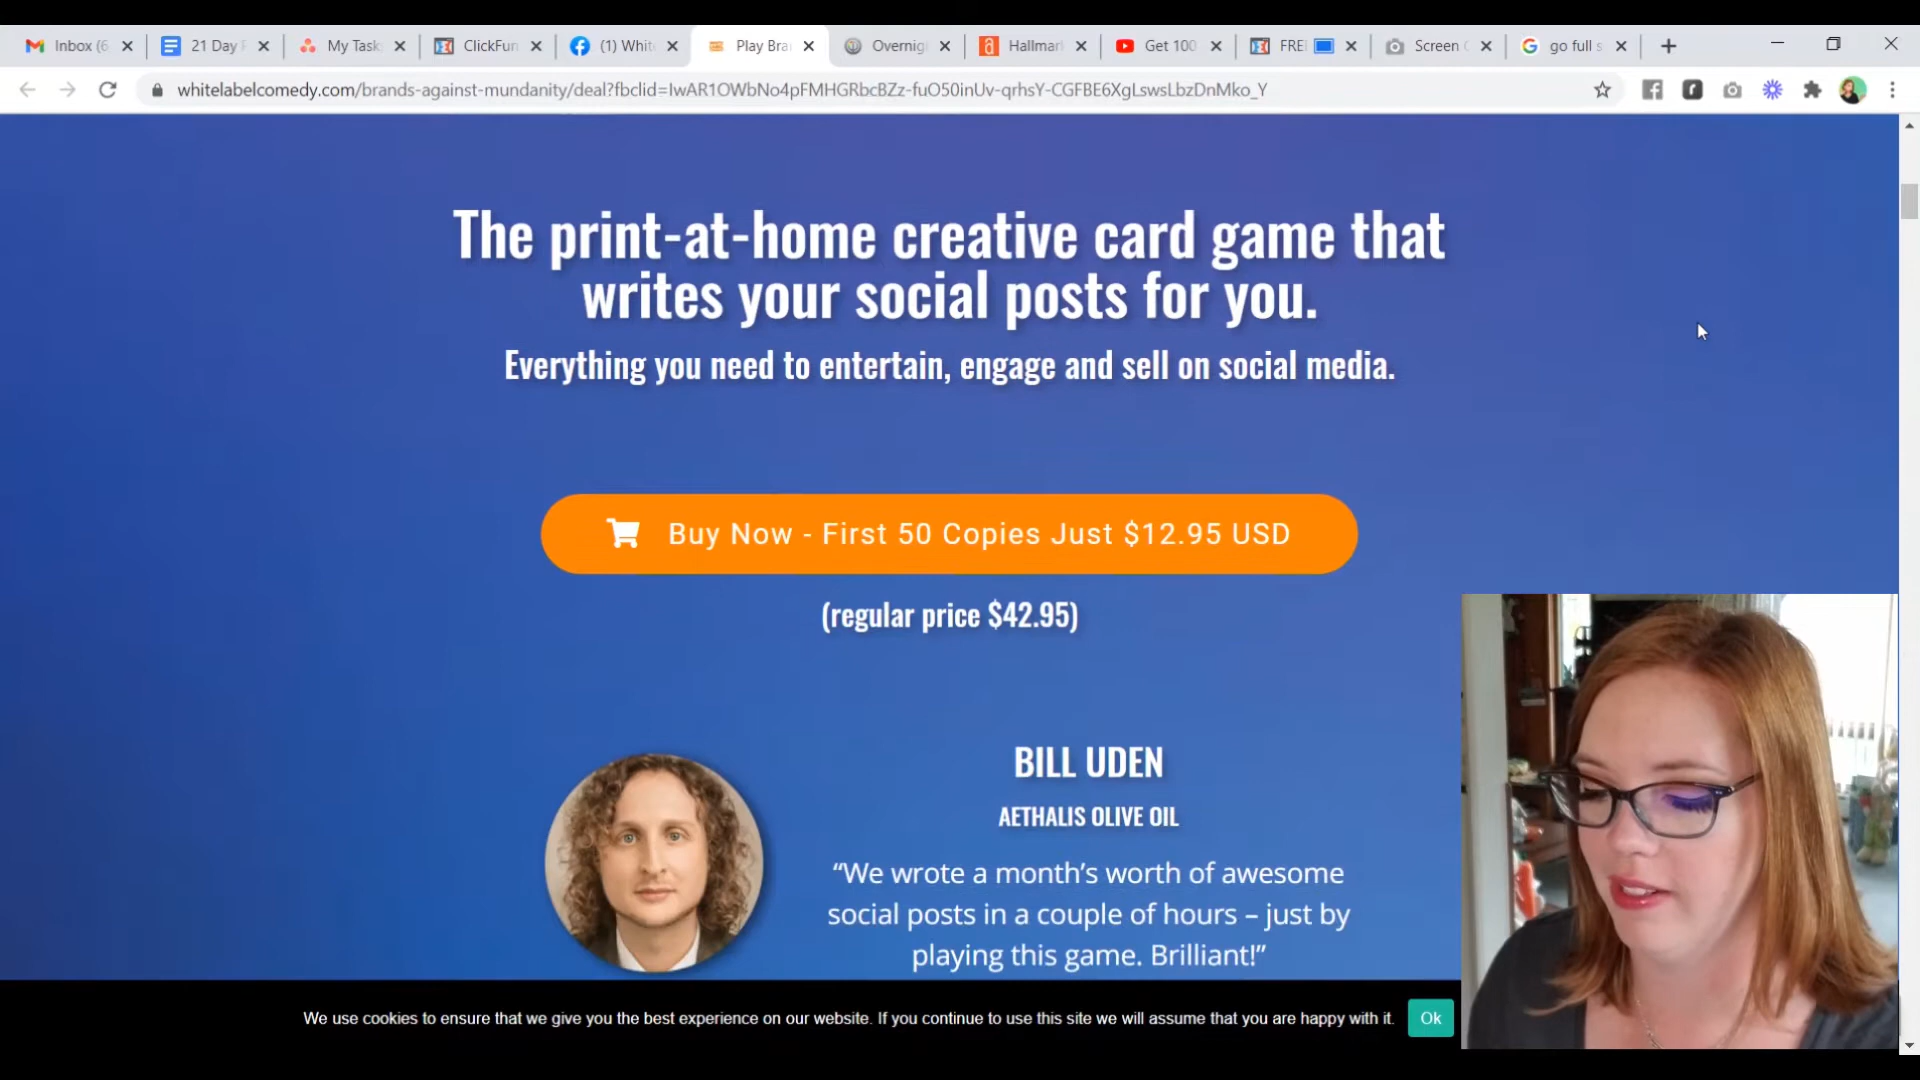 Inbox (6
21 Day
My Task
ClickFun
(1) Whit
Play Bra
Overnig
Hallmar
Get 100
FRE
Screen
go full s
whitelabelcomedy.com/brands-against-mundanity/deal?fbclid=IwAR1OWbNo4pFMHGRbcBZz-fuO50inUv-qrhsY-CGFBE6XgLswsLbzDnMko_Y
The print-at-home creative card game that
writes your social posts for you.
Everything you need to entertain, engage and sell on social media.
Buy Now - First 50 Copies Just $12.95 USD
(regular price $42.95)
BILL UDEN
AETHALIS OLIVE OIL
“We wrote a month’s worth of awesome
social posts in a couple of hours – just by
playing this game. Brilliant!”
We use cookies to ensure that we give you the best experience on our website. If you continue to use this site we will assume that you are happy with it.
Ok